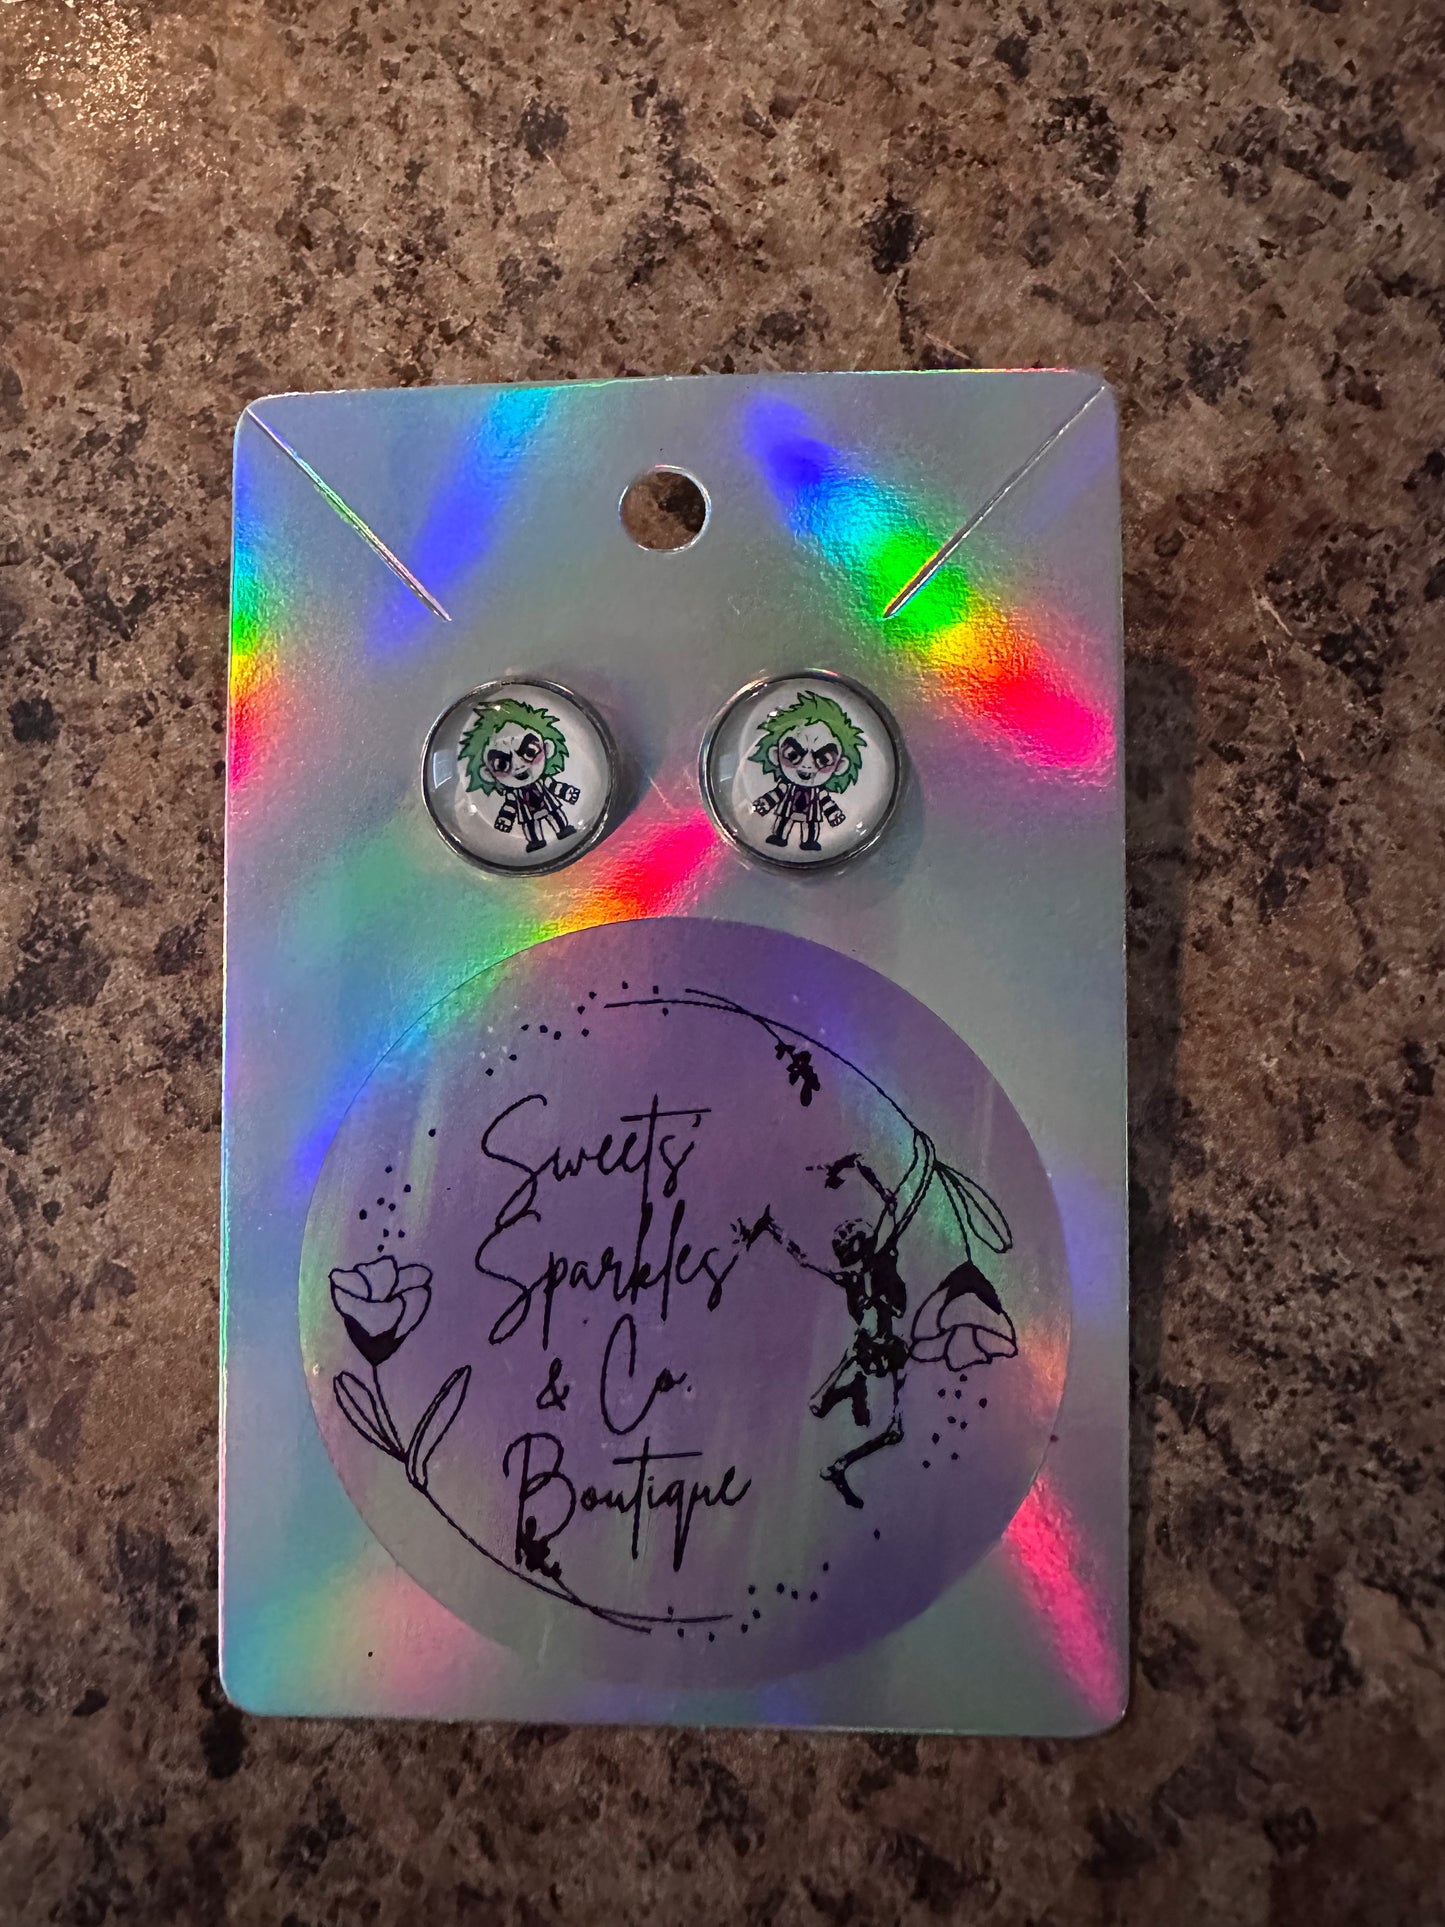 Sweets'
Sparkles
& Co.
Boutique